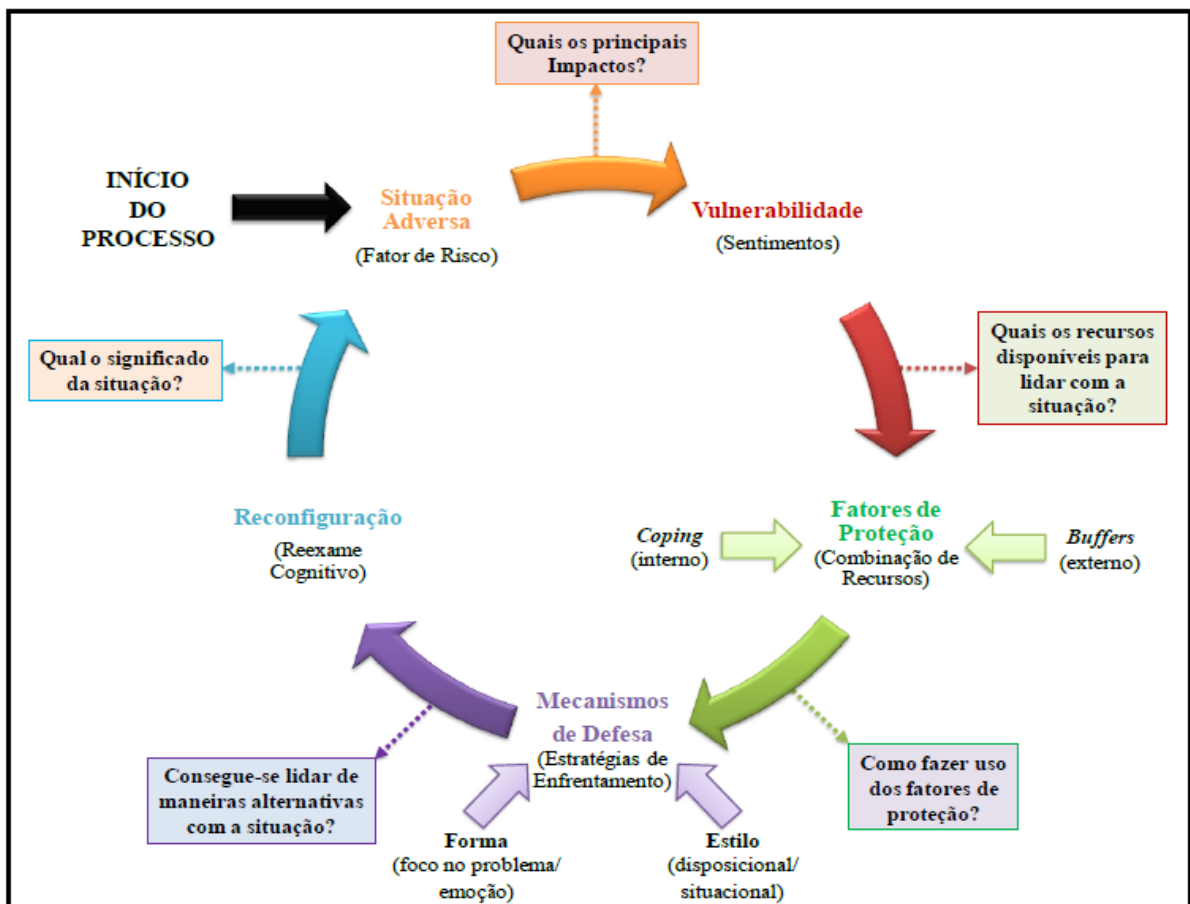 Quais os principais
Impactos?
INÍCIO
DO
PROCESSO
Situação
Adversa
(Fator de Risco)
Vulnerabilidade
(Sentimentos)
Qual o significado
da situação?
Quais os recursos
disponíveis para
lidar com a
situação?
Reconfiguração
(Reexame
Cognitivo)
Coping
(interno)
Fatores de
Proteção
(Combinação de
Recursos)
Buffers
(externo)
Mecanismos
de Defesa
(Estratégias de
Enfrentamento)
Consegue-se lidar de
maneiras alternativas
com a situação?
Como fazer uso
dos fatores de
proteção?
Forma
(foco no problema/
emoção)
Estilo
(disposicional/
situacional)